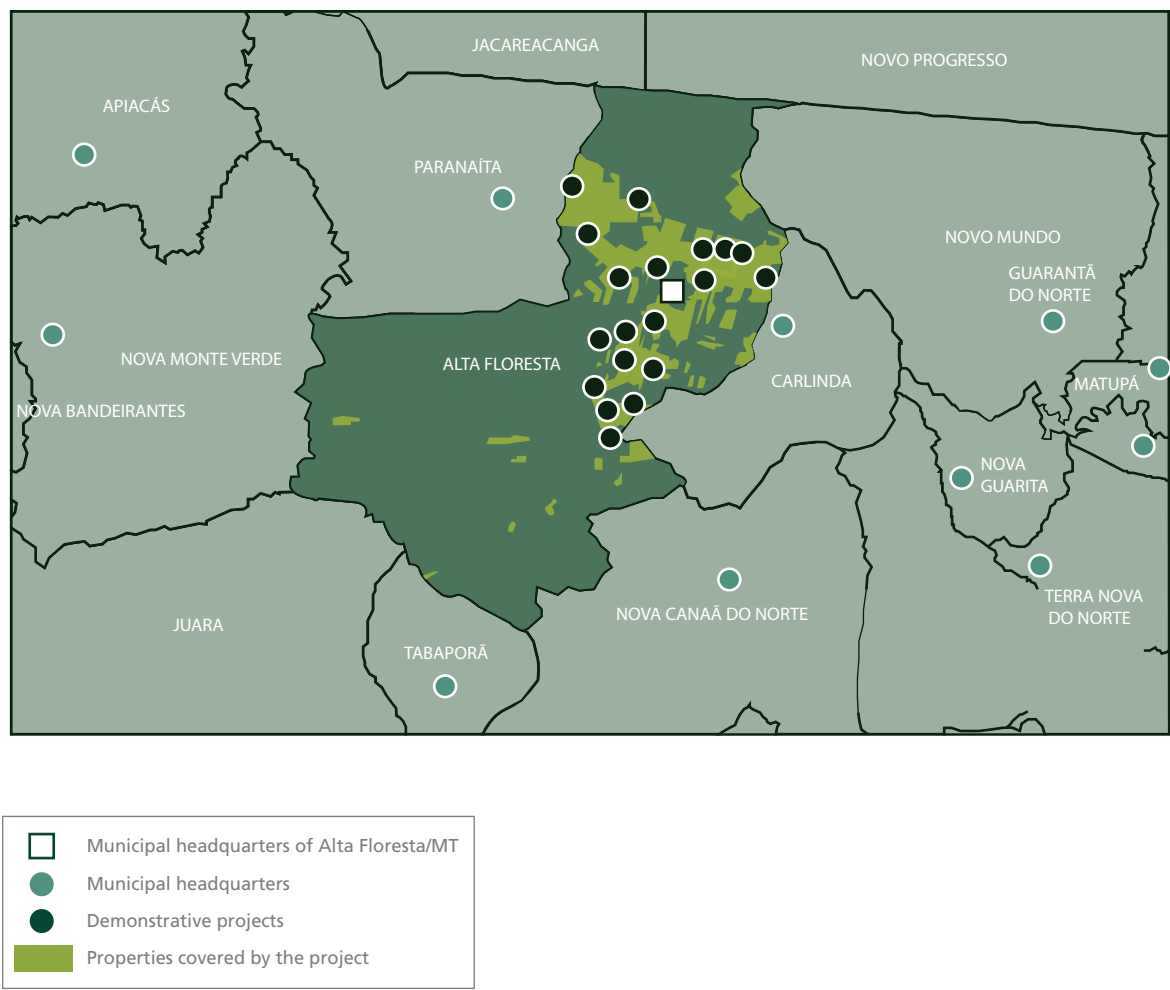 JACAREACANGA
NOVO PROGRESSO
APIACÁS
PARANAÍTA
NOVO MUNDO
GUARANTÃ
DO NORTE
NOVA MONTE VERDE
ALTA FLORESTA
CARLINDA
MATUPÁ
NOVA BANDEIRANTES
NOVA
GUARITA
TERRA NOVA
DO NORTE
NOVA CANAÃ DO NORTE
JUARA
TABAPORÃ
Municipal headquarters of Alta Floresta/MT
Municipal headquarters
Demonstrative projects
Properties covered by the project